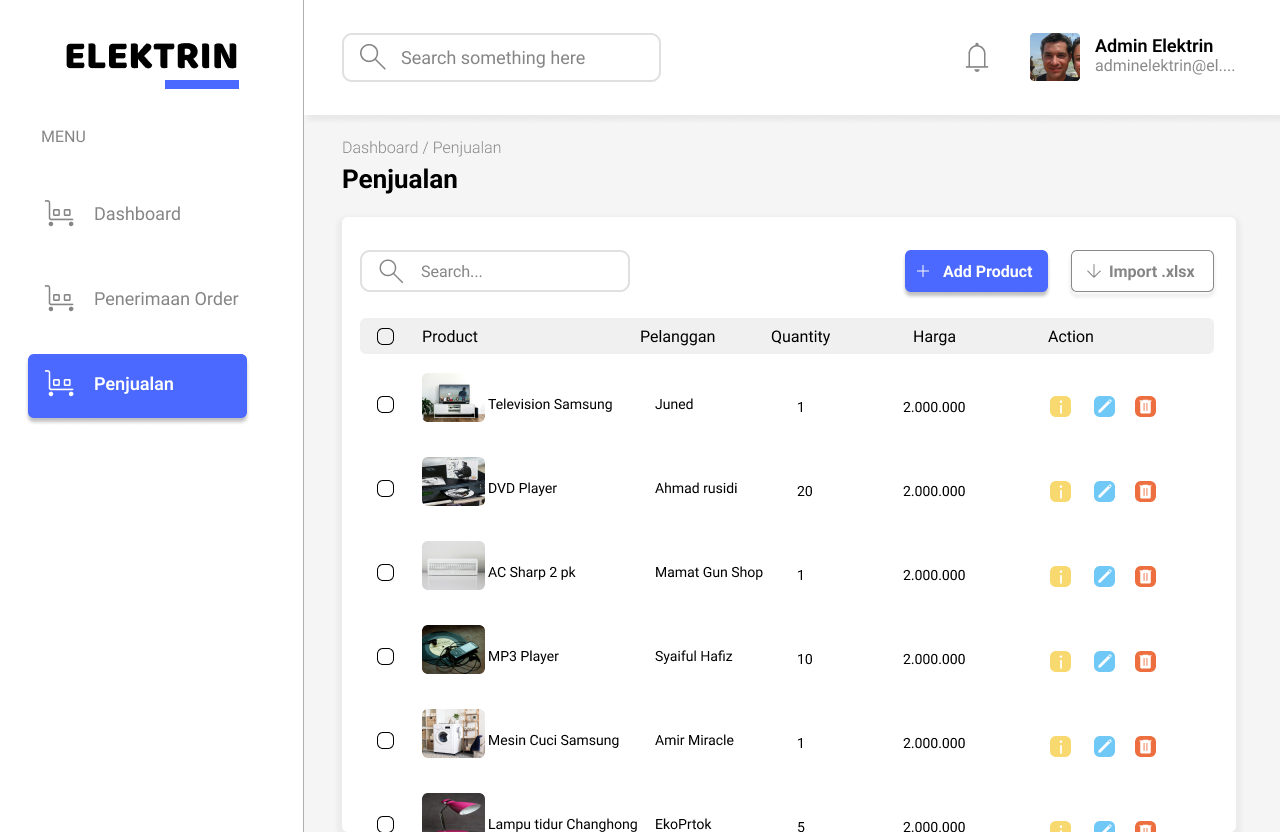 ELEKTRIN
MENU
Dashboard
Penerimaan Order
Penjualan
Search something here
Admin Elektrin
adminelektrin@el....
Dashboard / Penjualan
Penjualan
Search...
+ Add Product
Import .xlsx
Product Pelanggan Quantity Harga Action
Television Samsung Juned 1 2.000.000
DVD Player Ahmad rusidi 20 2.000.000
AC Sharp 2 pk Mamat Gun Shop 1 2.000.000
MP3 Player Syaiful Hafiz 10 2.000.000
Mesin Cuci Samsung Amir Miracle 1 2.000.000
Lampu tidur Changhong EkoPrtok 5 2.000.000